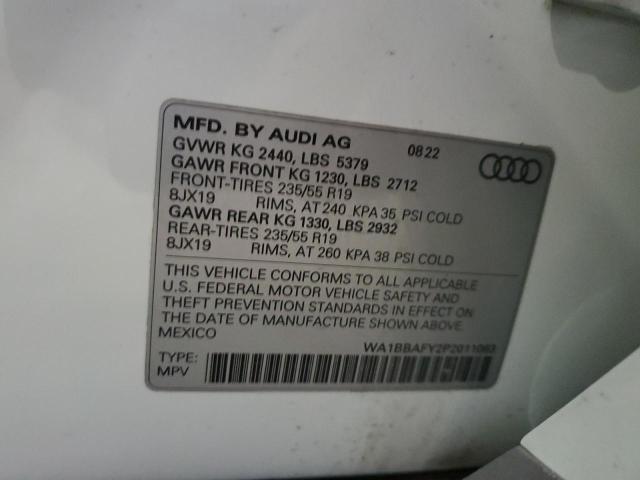 MFD. BY AUDI AG 0822
GVWR KG 2440, LBS 5379
GAWR FRONT KG 1230, LBS 2712
FRONT-TIRES 235/55 R19
8JX19 RIMS, AT 240 KPA 35 PSI COLD
GAWR REAR KG 1330, LBS 2932
REAR-TIRES 235/55 R19
8JX19 RIMS, AT 260 KPA 38 PSI COLD
THIS VEHICLE CONFORMS TO ALL APPLICABLE
U.S. FEDERAL MOTOR VEHICLE SAFETY AND
THEFT PREVENTION STANDARDS IN EFFECT ON
THE DATE OF MANUFACTURE SHOWN ABOVE.
MEXICO WA1BBAFY2P2011063
TYPE:
MPV